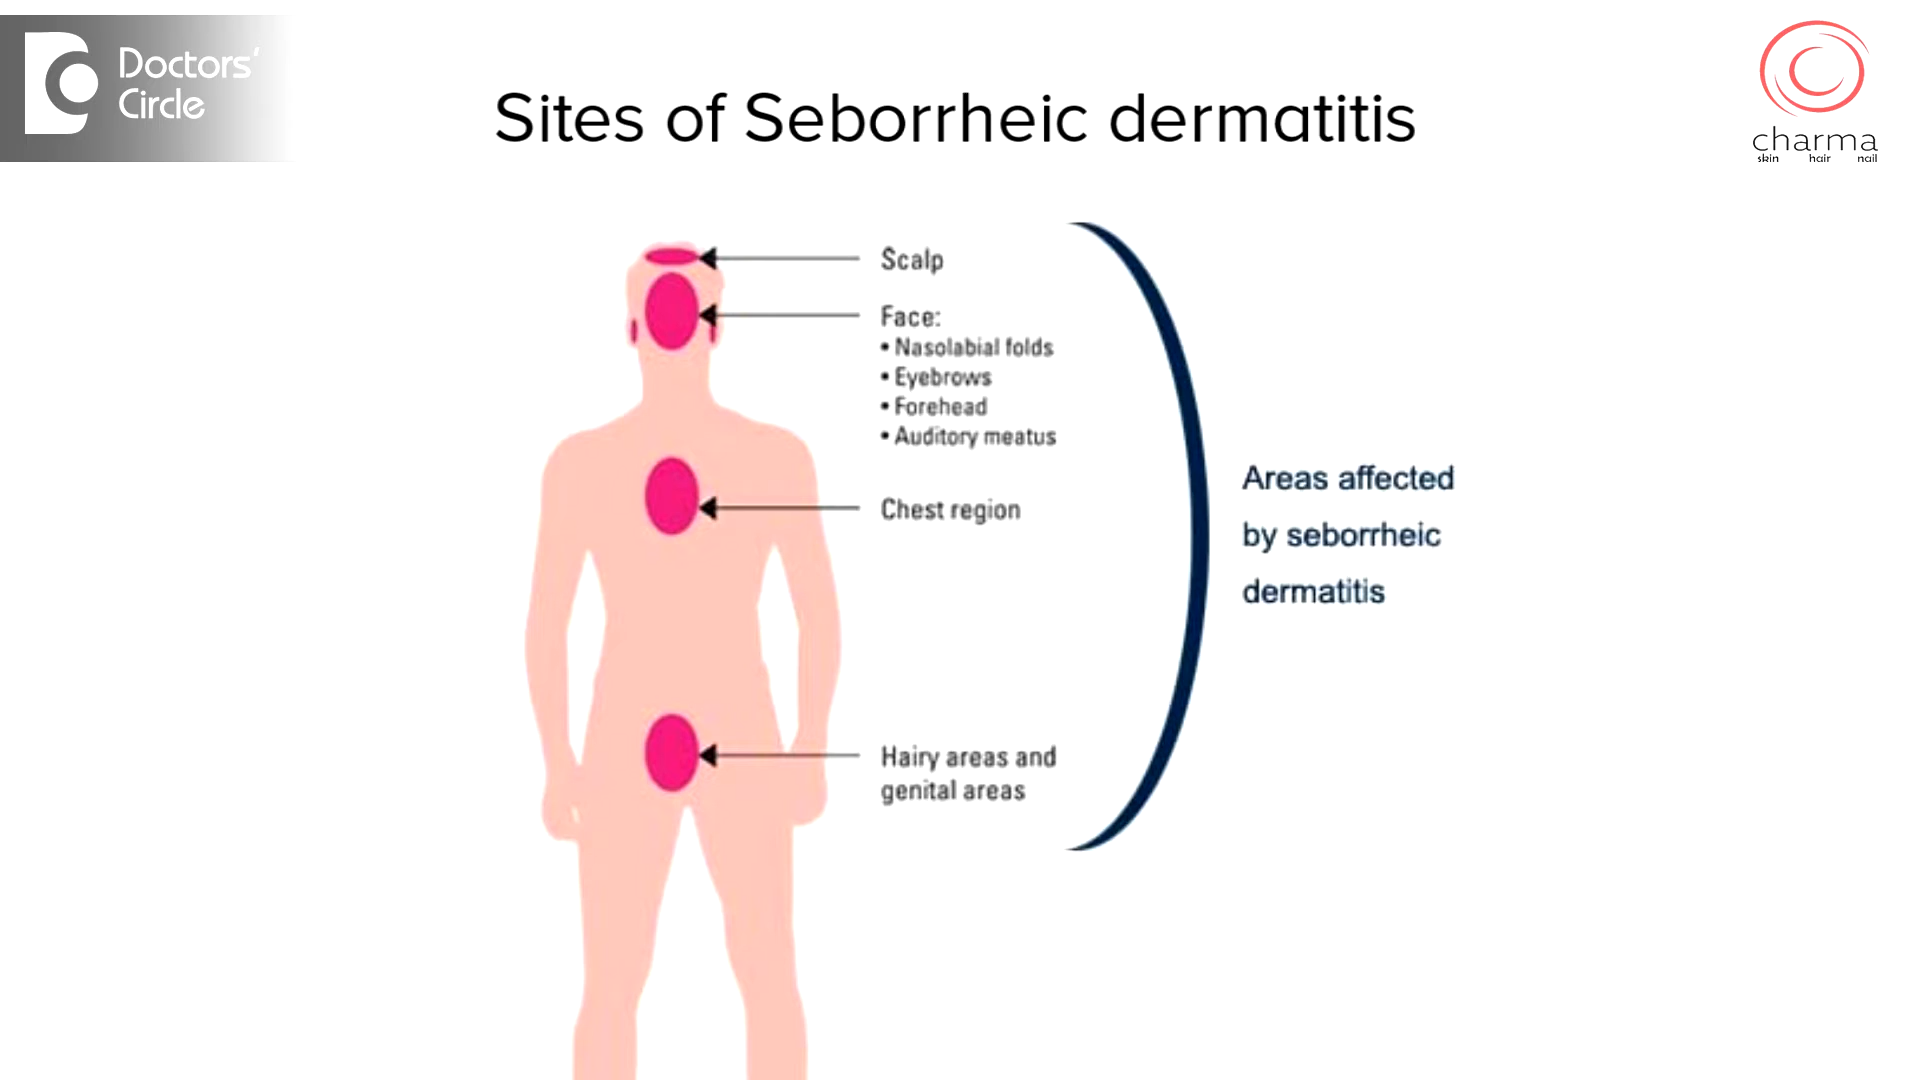 Doctors'
Circle
Sites of Seborrheic dermatitis
charma
skin hair nail
Scalp
Face:
• Nasolabial folds
• Eyebrows
• Forehead
• Auditory meatus
Chest region
Hairy areas and
genital areas
Areas affected
by seborrheic
dermatitis